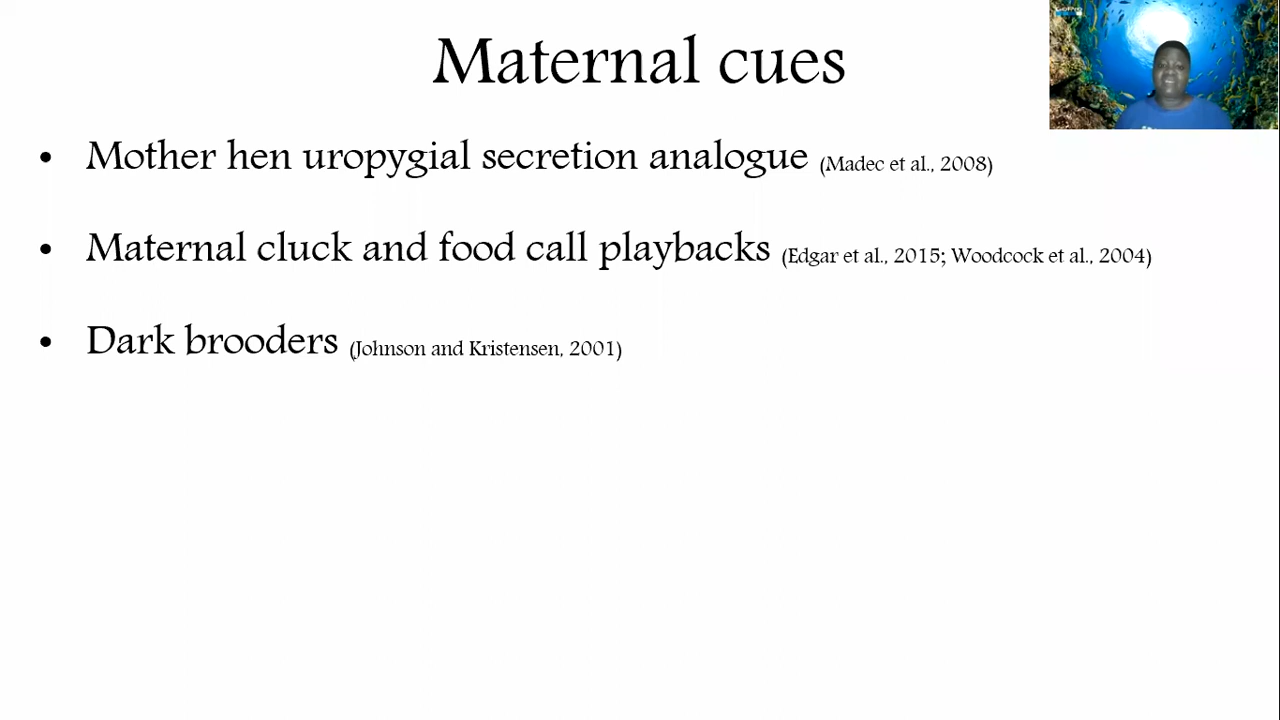 Maternal cues
• Mother hen uropygial secretion analogue (Madec et al., 2008)
• Maternal cluck and food call playbacks (Edgar et al., 2015; Woodcock et al., 2004)
• Dark brooders (Johnson and Kristensen, 2001)